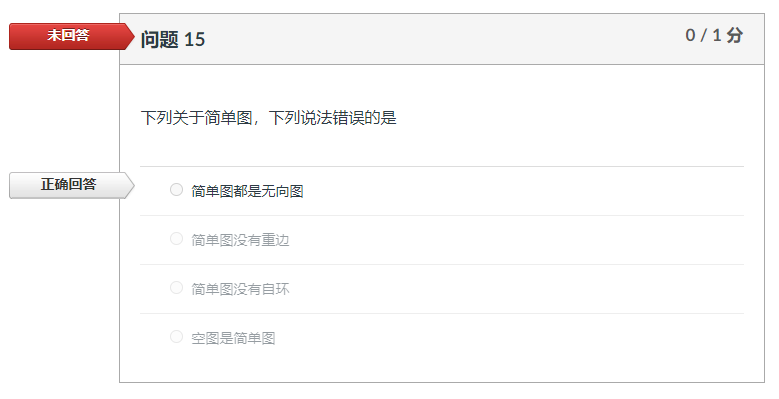 未回答
问题 15
0 / 1 分
下列关于简单图，下列说法错误的是
正确回答
简单图都是无向图
简单图没有重边
简单图没有自环
空图是简单图